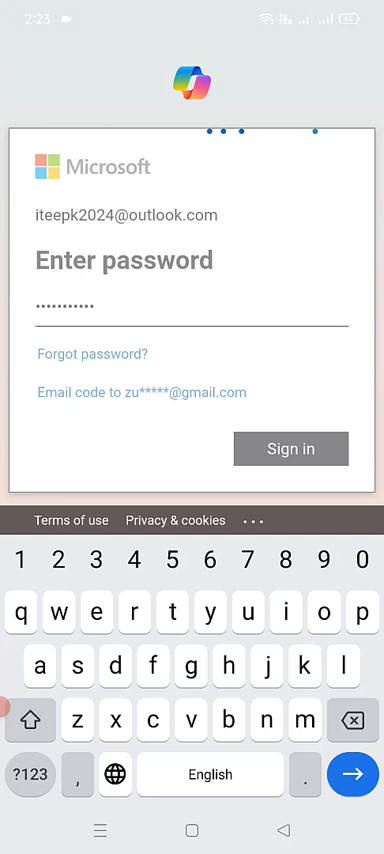 2:23
Microsoft
iteepk2024@outlook.com
Enter password
•••••••••••
Forgot password?
Email code to zu*****@gmail.com
Sign in
Terms of use Privacy & cookies ...
1 2 3 4 5 6 7 8 9 0
q w e r t y u i o p
a s d f g h j k l
z x c v b n m
?123 , English .